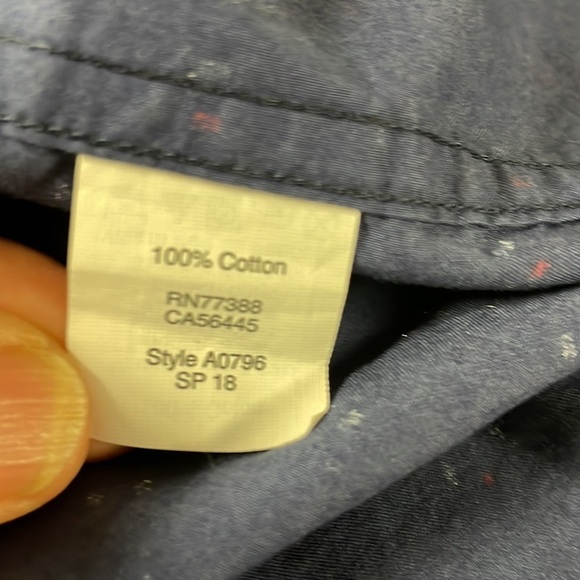 100% Cotton
RN77388
CA56445
Style A0796
SP 18